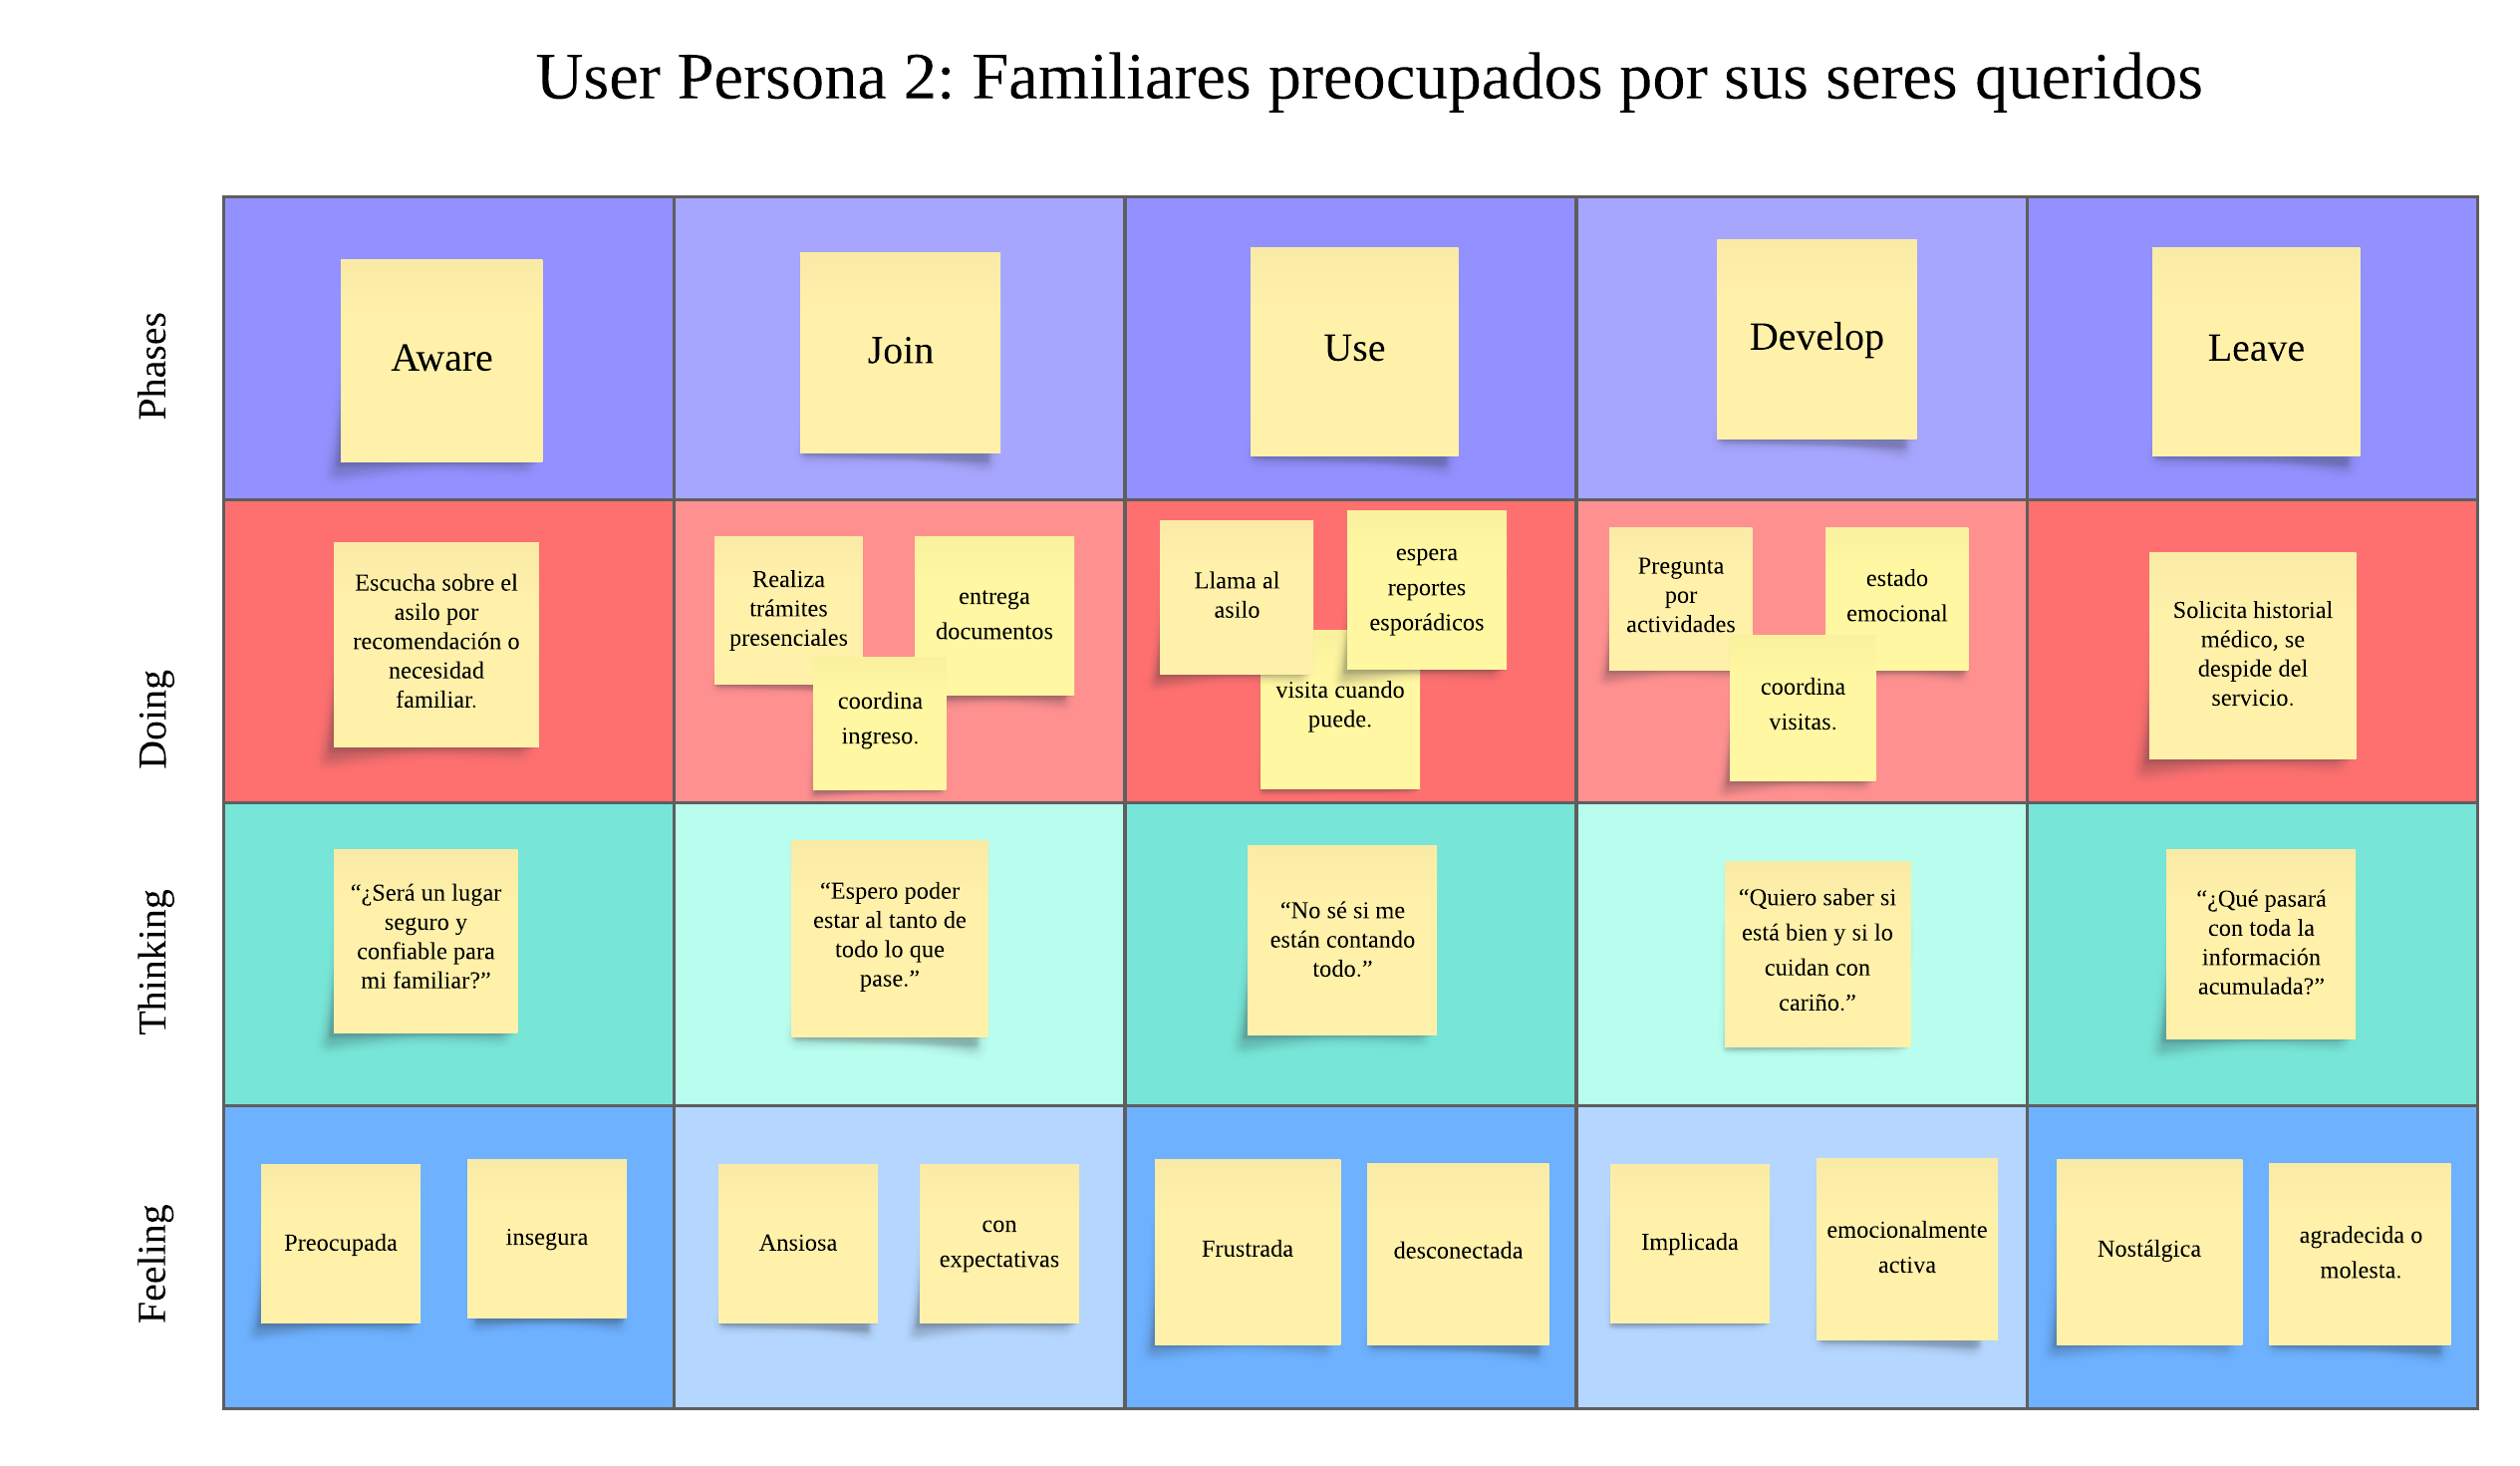 User Persona 2: Familiares preocupados por sus seres queridos
Phases
Aware
Join
Use
Develop
Leave
Doing
Escucha sobre el
asilo por
recomendación o
necesidad
familiar.
Realiza
trámites
presenciales
entrega
documentos
coordina
ingreso.
Llama al
asilo
espera
reportes
esporádicos
visita cuando
puede.
Pregunta
por
actividades
estado
emocional
coordina
visitas.
Solicita historial
médico, se
despide del
servicio.
Thinking
“¿Será un lugar
seguro y
confiable para
mi familiar?”
“Espero poder
estar al tanto de
todo lo que
pase.”
“No sé si me
están contando
todo.”
“Quiero saber si
está bien y si lo
cuidan con
cariño.”
“¿Qué pasará
con toda la
información
acumulada?”
Feeling
Preocupada
insegura
Ansiosa
con
expectativas
Frustrada
desconectada
Implicada
emocionalmente
activa
Nostálgica
agradecida o
molesta.